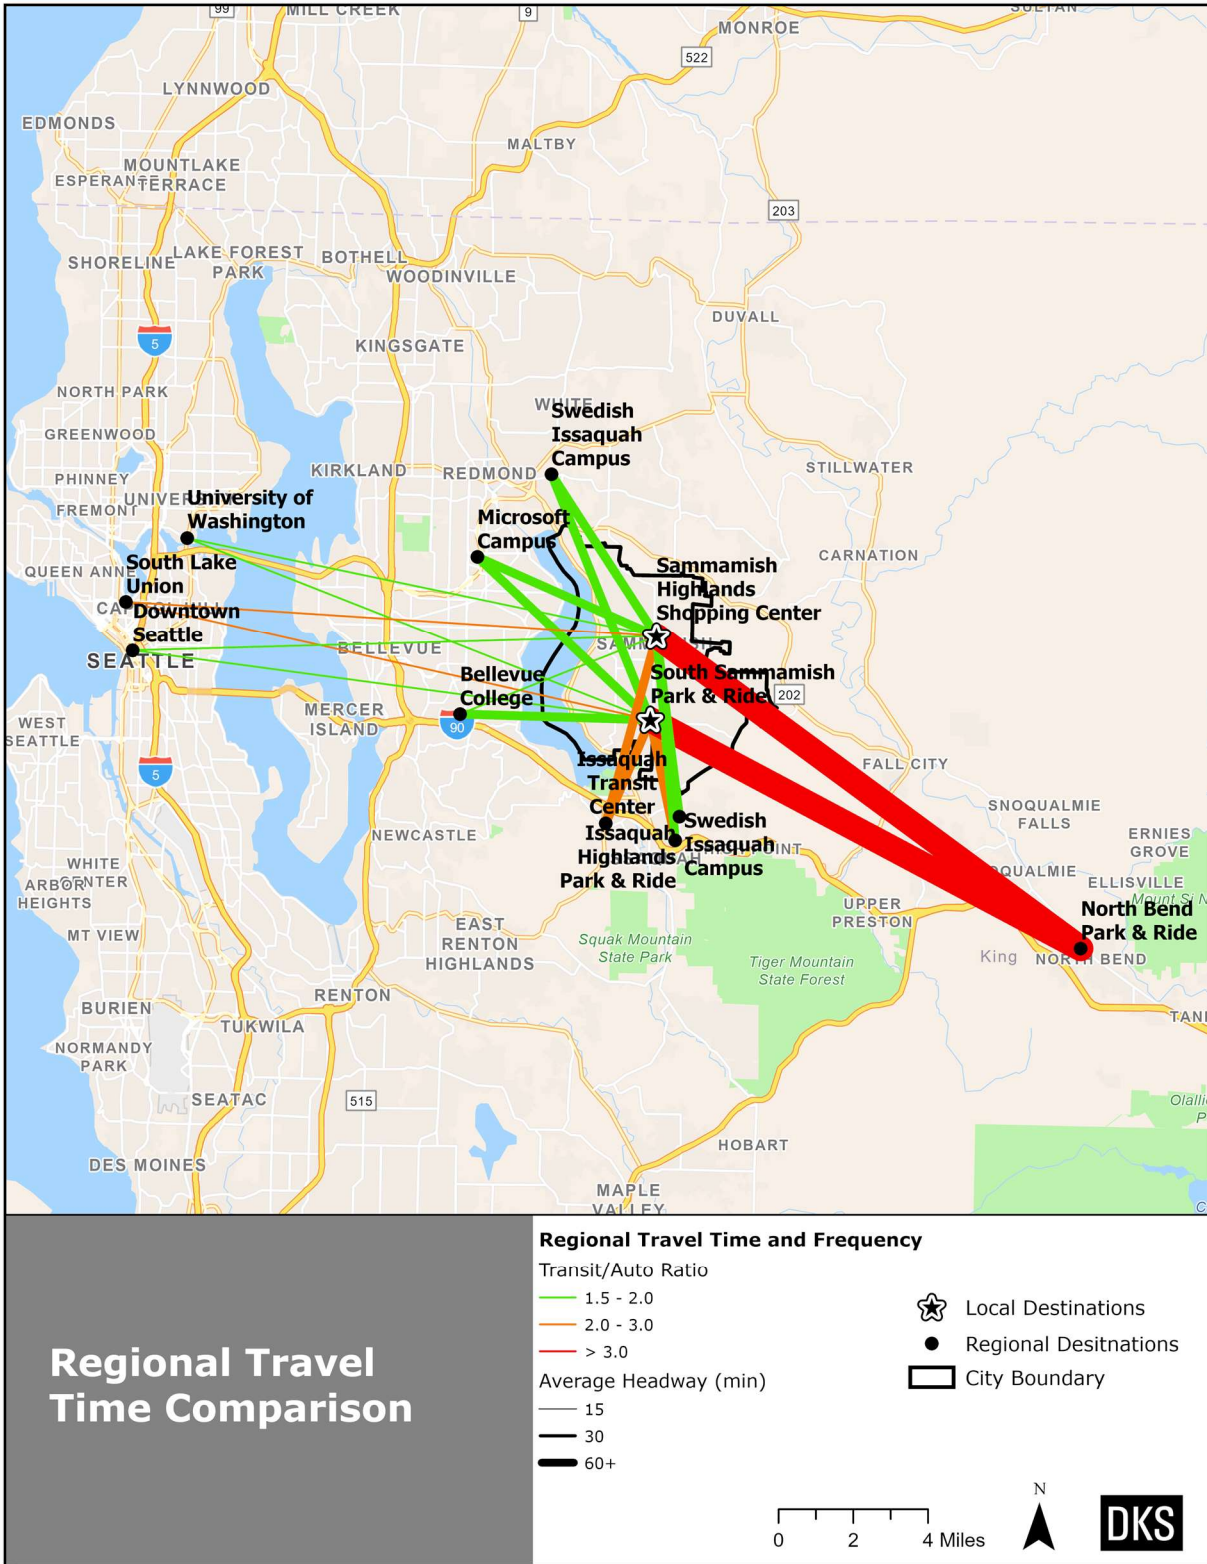 99
MILL CREEK
9
SULTAN
MONROE
522
LYNNWOOD
EDMONDS
MALTBY
MOUNTLAKE
TERRACE
203
SHORELINE
LAKE FOREST
PARK
BOTHELL
WOODINVILLE
DUVALL
5
KINGSGATE
NORTH PARK
Swedish
Issaquah
Campus
GREENWOOD
KIRKLAND
REDMOND
STILLWATER
PHINNEY
University of
Washington
FREMONT
Microsoft
Campus
QUEEN ANNE
South Lake
Union
CARNATION
Sammamish
Highlands
Shopping Center
Downtown
Seattle
SEATTLE
BELLEVUE
South Sammamish
Park & Ride
Bellevue
College
202
90
MERCER
ISLAND
WEST
SEATTLE
5
Issaquah
Transit
Center
FALL CITY
SNOQUALMIE
FALLS
ERNIES
GROVE
NEWCASTLE
Issaquah
Highlands
Park & Ride
Swedish
Issaquah
Campus
WHITE
CENTER
ARBOR
HEIGHTS
ELLISVILLE
UPPER
PRESTON
North Bend
Park & Ride
NORTH BEND
King
MT VIEW
EAST
RENTON
HIGHLANDS
Squak Mountain
State Park
Tiger Mountain
State Forest
RENTON
BURIEN
TUKWILA
NORMANDY
PARK
SEATAC
515
DES MOINES
HOBART
MAPLE
VALLEY
Regional Travel
Time Comparison
Regional Travel Time and Frequency
Transit/Auto Ratio
1.5 - 2.0
2.0 - 3.0
> 3.0
Average Headway (min)
15
30
60+
Local Destinations
Regional Desitnations
City Boundary
0 2 4 Miles
N
DKS